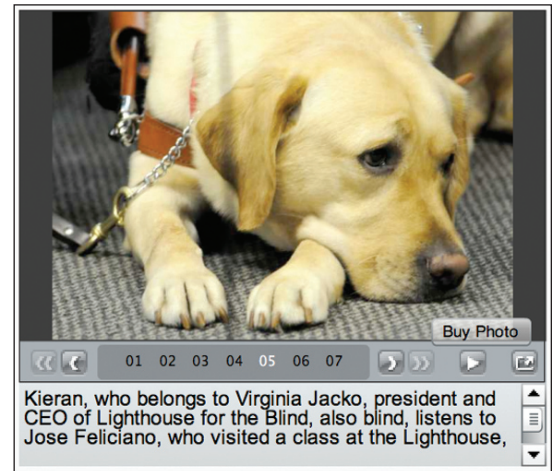 Buy Photo
01 02 03 04 05 06 07
Kieran, who belongs to Virginia Jacko, president and
CEO of Lighthouse for the Blind, also blind, listens to
Jose Feliciano, who visited a class at the Lighthouse,